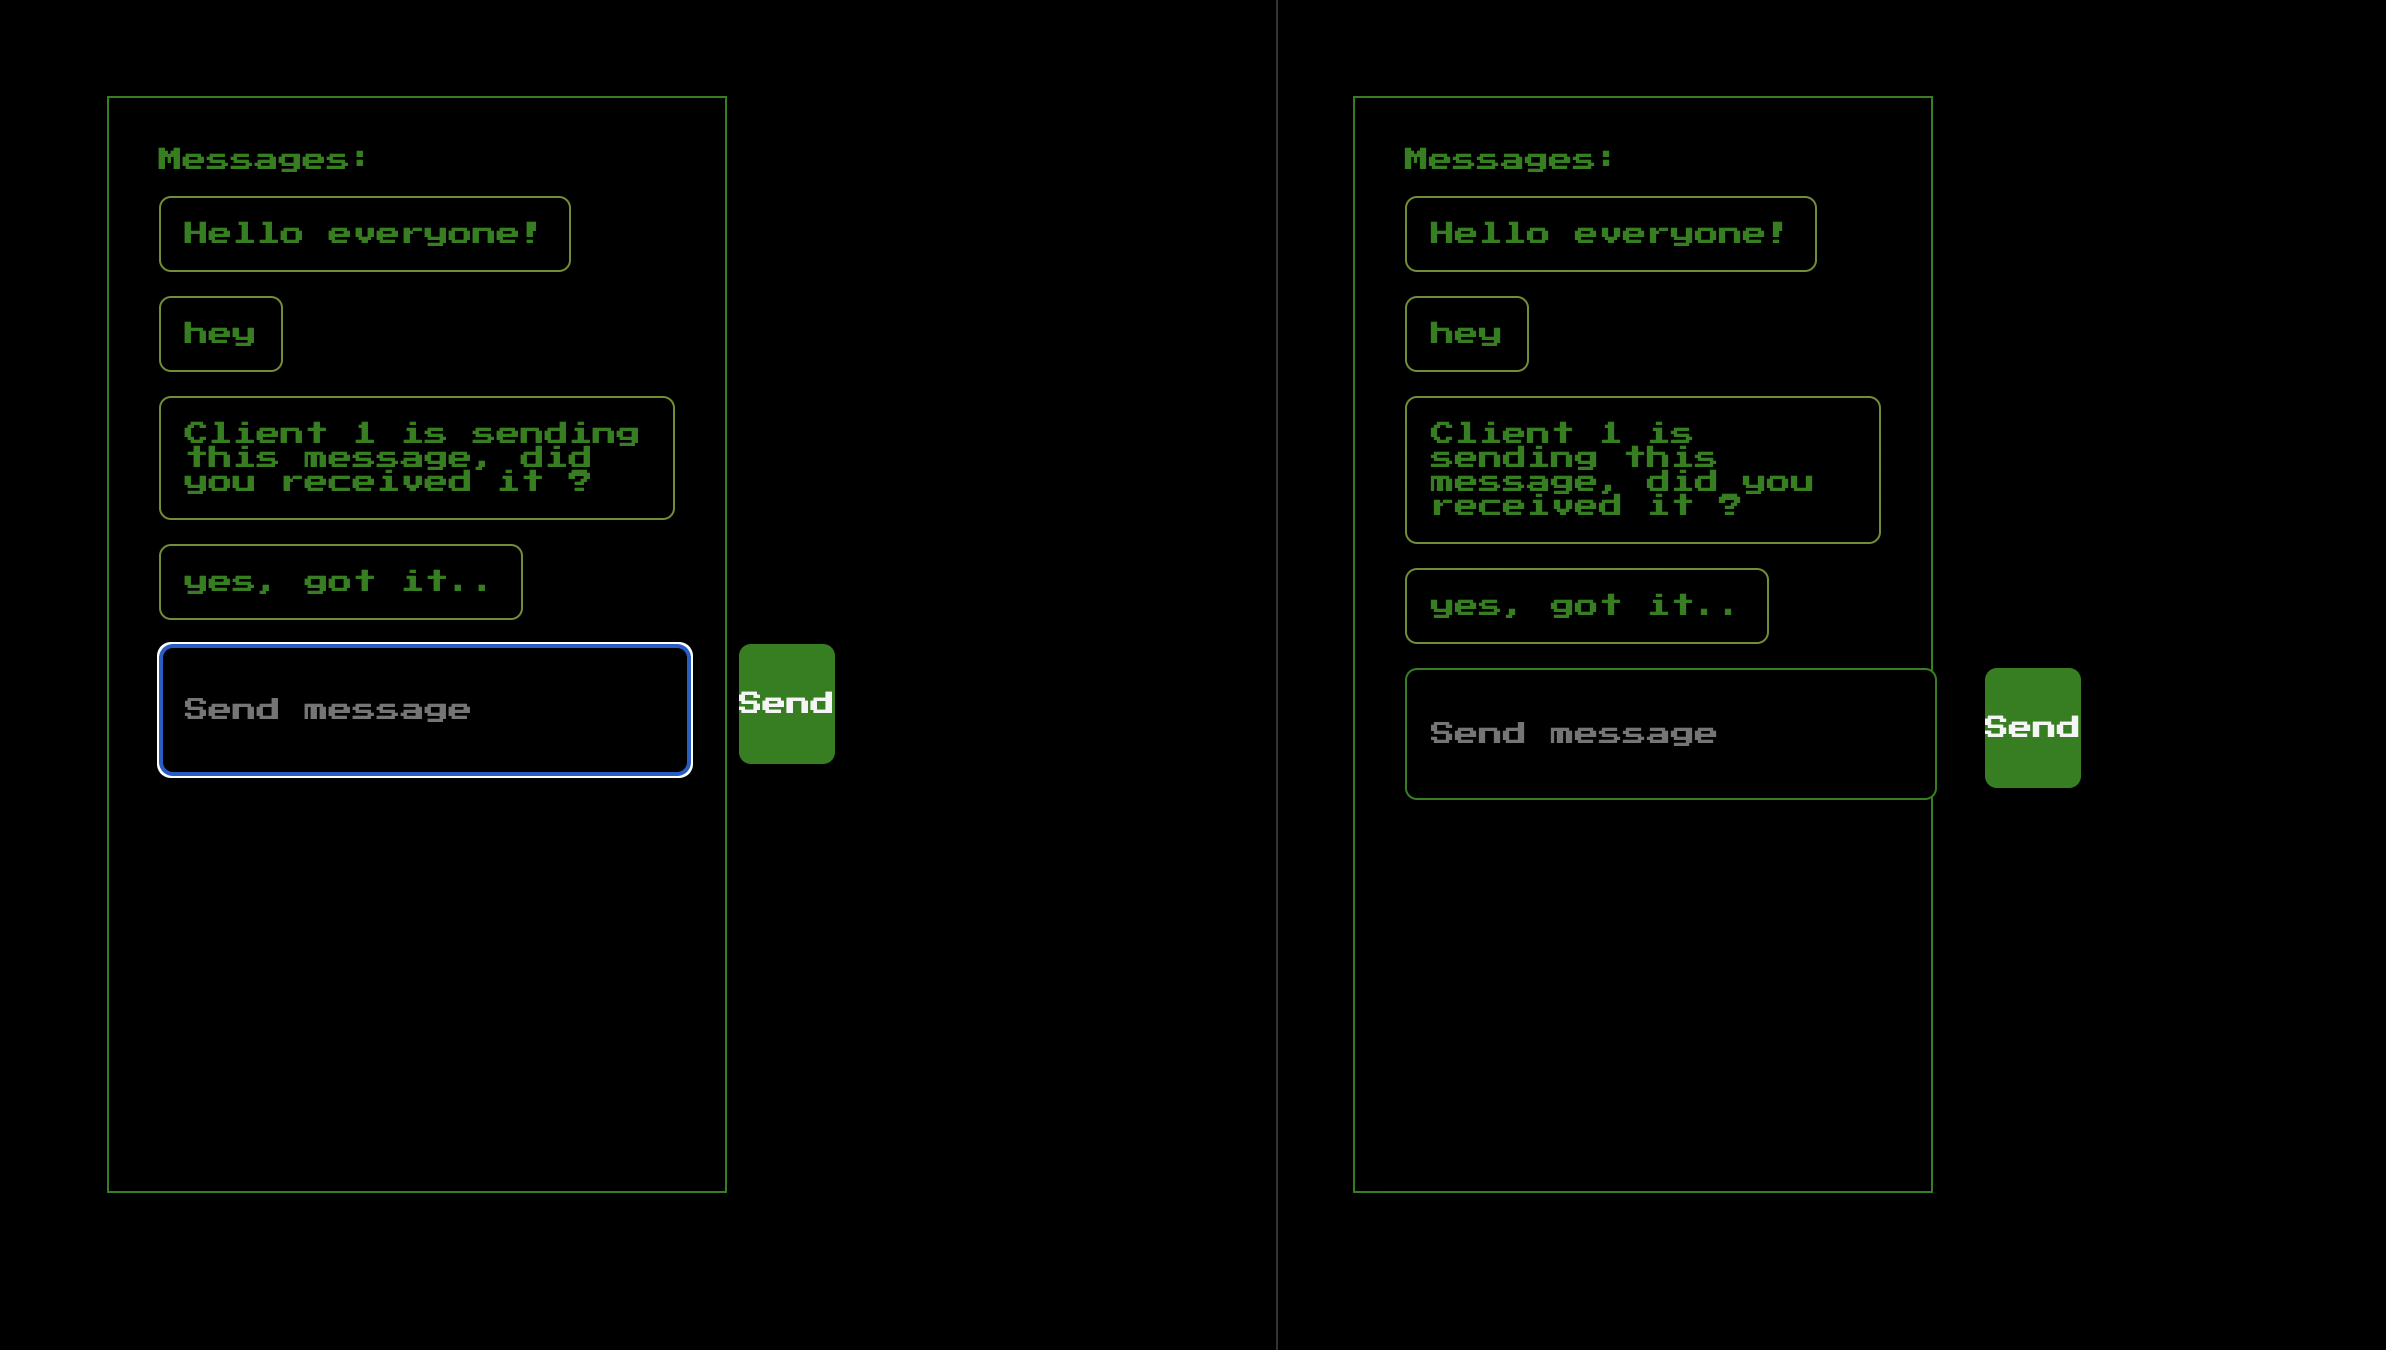 Messages:
Hello everyone!
hey
Client 1 is sending
this message, did
you received it ?
yes, got it..
Send message
Send
Messages:
Hello everyone!
hey
Client 1 is
sending this
message, did you
received it ?
yes, got it..
Send message
Send